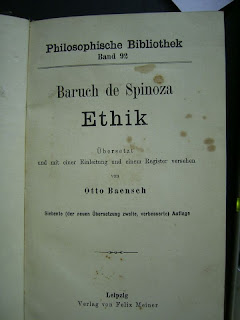 Philosophische Bibliothek
Band 92
Baruch de Spinoza
Ethik
Übersetzt
und mit einer Einleitung und einem Register versehen
von
Otto Baensch
Siebente (der neuen Übersetzung zweite, verbesserte) Auflage
Leipzig
Verlag von Felix Meiner